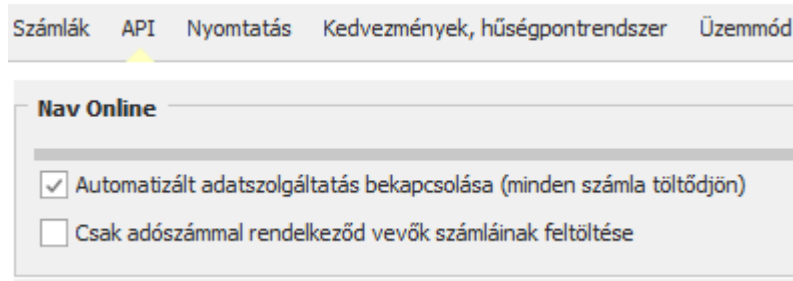 Számlák API Nyomtatás Kedvezmények, hűségpontrendszer Üzemmód
Nav Online
Automatizált adatszolgáltatás bekapcsolása (minden számla töltődjön)
Csak adószámmal rendelkeződ vevők számláinak feltöltése